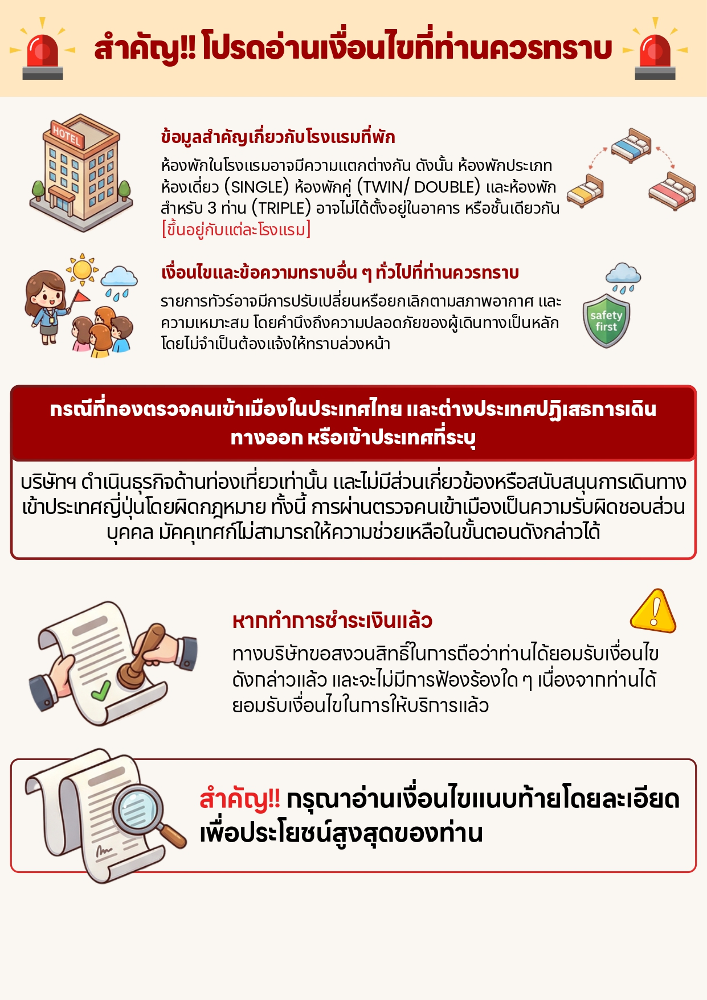 สำคัญ!! โปรดอ่านเงื่อนไขที่ท่านควรทราบ
HOTEL
ข้อมูลสำคัญเกี่ยวกับโรงแรมที่พัก
ห้องพักในโรงแรมอาจมีความแตกต่างกัน ดังนั้น ห้องพักประเภท
ห้องเดี่ยว (SINGLE) ห้องพักคู่ (TWIN/ DOUBLE) และห้องพัก
สำหรับ 3 ท่าน (TRIPLE) อาจไม่ได้ตั้งอยู่ในอาคาร หรือชั้นเดียวกัน
[ขึ้นอยู่กับแต่ละโรงแรม]
เงื่อนไขและข้อความทราบอื่น ๆ ทั่วไปที่ท่านควรทราบ
รายการทัวร์อาจมีการปรับเปลี่ยนหรือยกเลิกตามสภาพอากาศ และ
ความเหมาะสม โดยคำนึงถึงความปลอดภัยของผู้เดินทางเป็นหลัก
โดยไม่จำเป็นต้องแจ้งให้ทราบล่วงหน้า
safety
first
กรณีที่กองตรวจคนเข้าเมืองในประเทศไทย และต่างประเทศปฏิเสธการเดิน
ทางออก หรือเข้าประเทศที่ระบุ
บริษัทฯ ดำเนินธุรกิจด้านท่องเที่ยวเท่านั้น และไม่มีส่วนเกี่ยวข้องหรือสนับสนุนการเดินทาง
เข้าประเทศญี่ปุ่นโดยผิดกฎหมาย ทั้งนี้ การผ่านตรวจคนเข้าเมืองเป็นความรับผิดชอบส่วน
บุคคล มัคคุเทศก์ไม่สามารถให้ความช่วยเหลือในขั้นตอนดังกล่าวได้
หากทำการชำระเงินแล้ว
ทางบริษัทขอสงวนสิทธิ์ในการถือว่าท่านได้ยอมรับเงื่อนไข
ดังกล่าวแล้ว และจะไม่มีการฟ้องร้องใด ๆ เนื่องจากท่านได้
ยอมรับเงื่อนไขในการให้บริการแล้ว
สำคัญ!! กรุณาอ่านเงื่อนไขแนบท้ายโดยละเอียด
เพื่อประโยชน์สูงสุดของท่าน